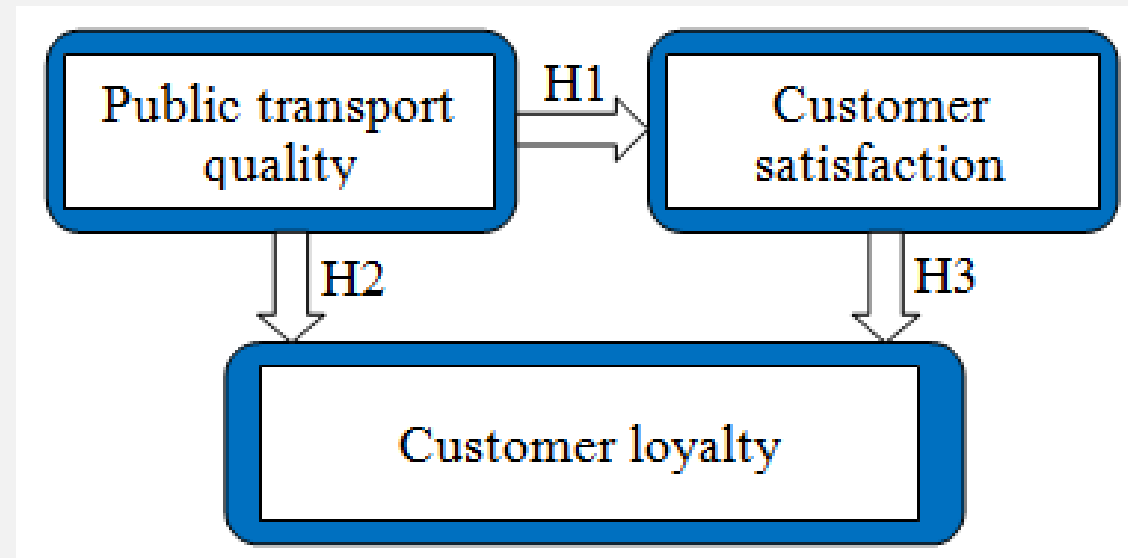 Public transport
quality
H1
Customer
satisfaction
H2
H3
Customer loyalty